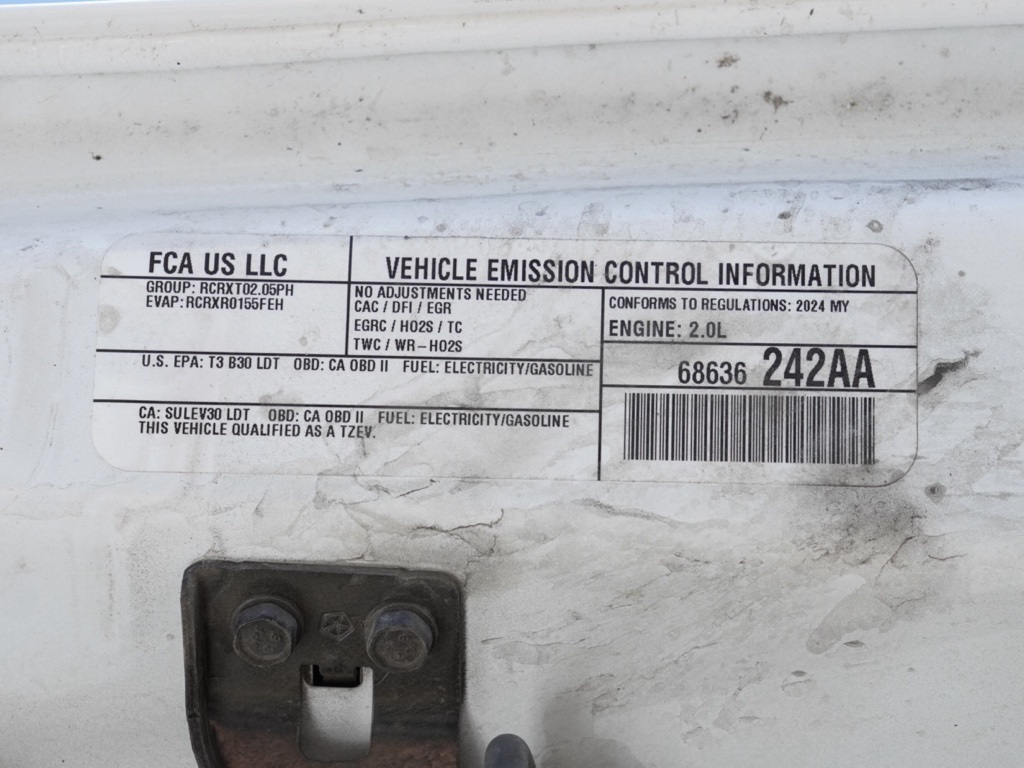 FCA US LLC
VEHICLE EMISSION CONTROL INFORMATION
GROUP: RCRXT02.05PH
EVAP: RCRXR0155FEH
NO ADJUSTMENTS NEEDED
CAC / DFI / EGR
EGRC / HO2S / TC
TWC / WR-HO2S
CONFORMS TO REGULATIONS: 2024 MY
ENGINE: 2.0L
U.S. EPA: T3 B30 LDT OBD: CA OBD II FUEL: ELECTRICITY/GASOLINE
68636 242AA
CA: SULEV30 LDT OBD: CA OBD II FUEL: ELECTRICITY/GASOLINE
THIS VEHICLE QUALIFIED AS A TZEV.